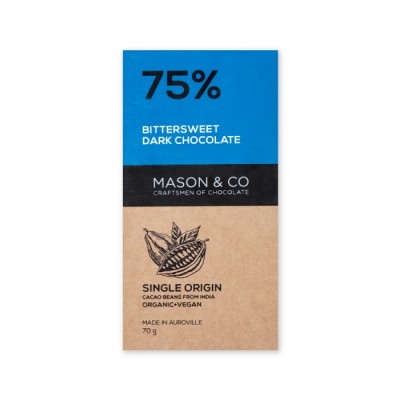 75%
BITTERSWEET
DARK CHOCOLATE
MASON & CO
CRAFTSMEN OF CHOCOLATE
SINGLE ORIGIN
CACAO BEANS FROM INDIA
ORGANIC+VEGAN
MADE IN AUROVILLE
70 g